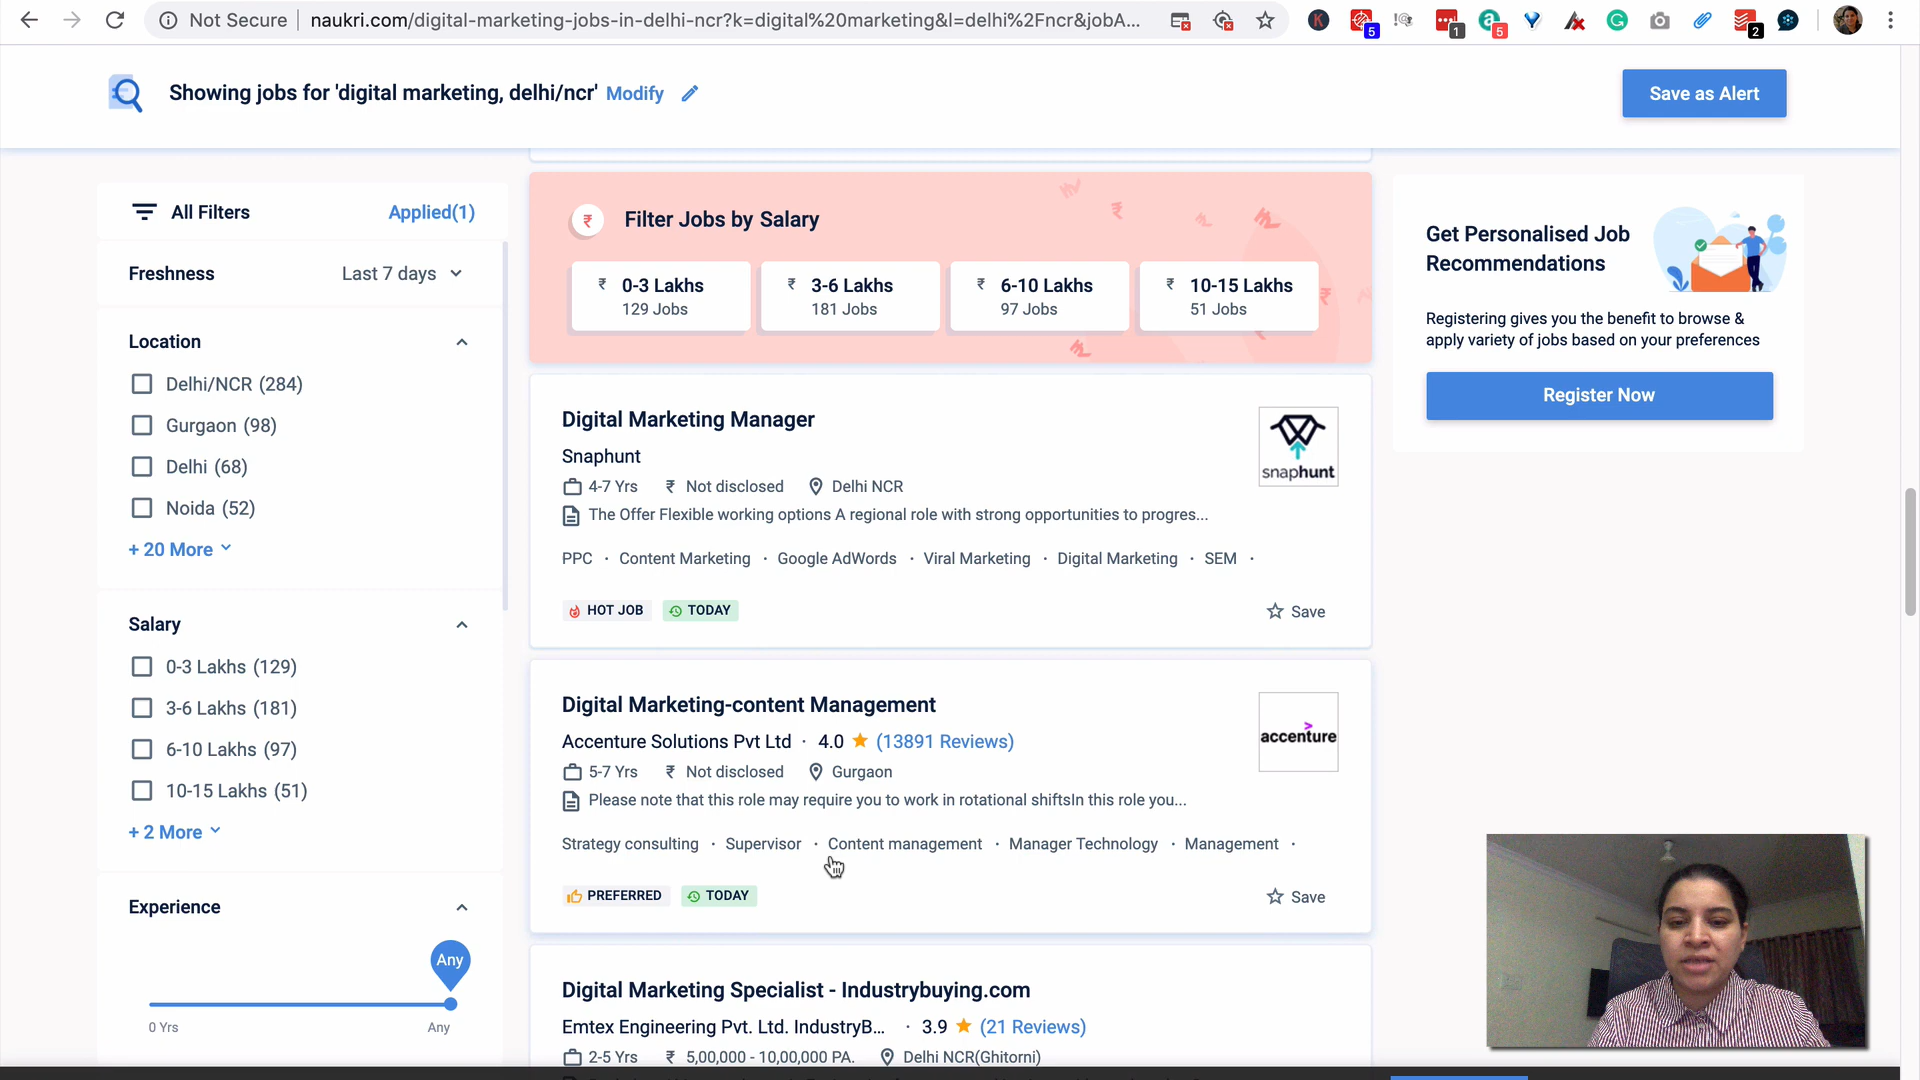 Not Secure | naukri.com/digital-marketing-jobs-in-delhi-ncr?k=digital%20marketing&l=delhi%2Fncr&jobA...
5
1
5
2
Showing jobs for 'digital marketing, delhi/ncr' Modify
Save as Alert
All Filters Applied(1)
Freshness Last 7 days
Location
Delhi/NCR (284)
Gurgaon (98)
Delhi (68)
Noida (52)
+ 20 More
Salary
0-3 Lakhs (129)
3-6 Lakhs (181)
6-10 Lakhs (97)
10-15 Lakhs (51)
+ 2 More
Experience
Any
0 Yrs Any
₹ Filter Jobs by Salary
₹ 0-3 Lakhs
129 Jobs
₹ 3-6 Lakhs
181 Jobs
₹ 6-10 Lakhs
97 Jobs
₹ 10-15 Lakhs
51 Jobs
Digital Marketing Manager
Snaphunt
4-7 Yrs ₹ Not disclosed Delhi NCR
The Offer Flexible working options A regional role with strong opportunities to progres...
PPC · Content Marketing · Google AdWords · Viral Marketing · Digital Marketing · SEM ·
HOT JOB TODAY Save
snaphunt
Digital Marketing-content Management
Accenture Solutions Pvt Ltd · 4.0 ★ (13891 Reviews)
5-7 Yrs ₹ Not disclosed Gurgaon
Please note that this role may require you to work in rotational shiftsIn this role you...
Strategy consulting · Supervisor · Content management · Manager Technology · Management ·
PREFERRED TODAY Save
accenture
Digital Marketing Specialist - Industrybuying.com
Emtex Engineering Pvt. Ltd. IndustryB... · 3.9 ★ (21 Reviews)
2-5 Yrs ₹ 5,00,000 - 10,00,000 PA. Delhi NCR(Ghitorni)
Get Personalised Job
Recommendations
Registering gives you the benefit to browse &
apply variety of jobs based on your preferences
Register Now